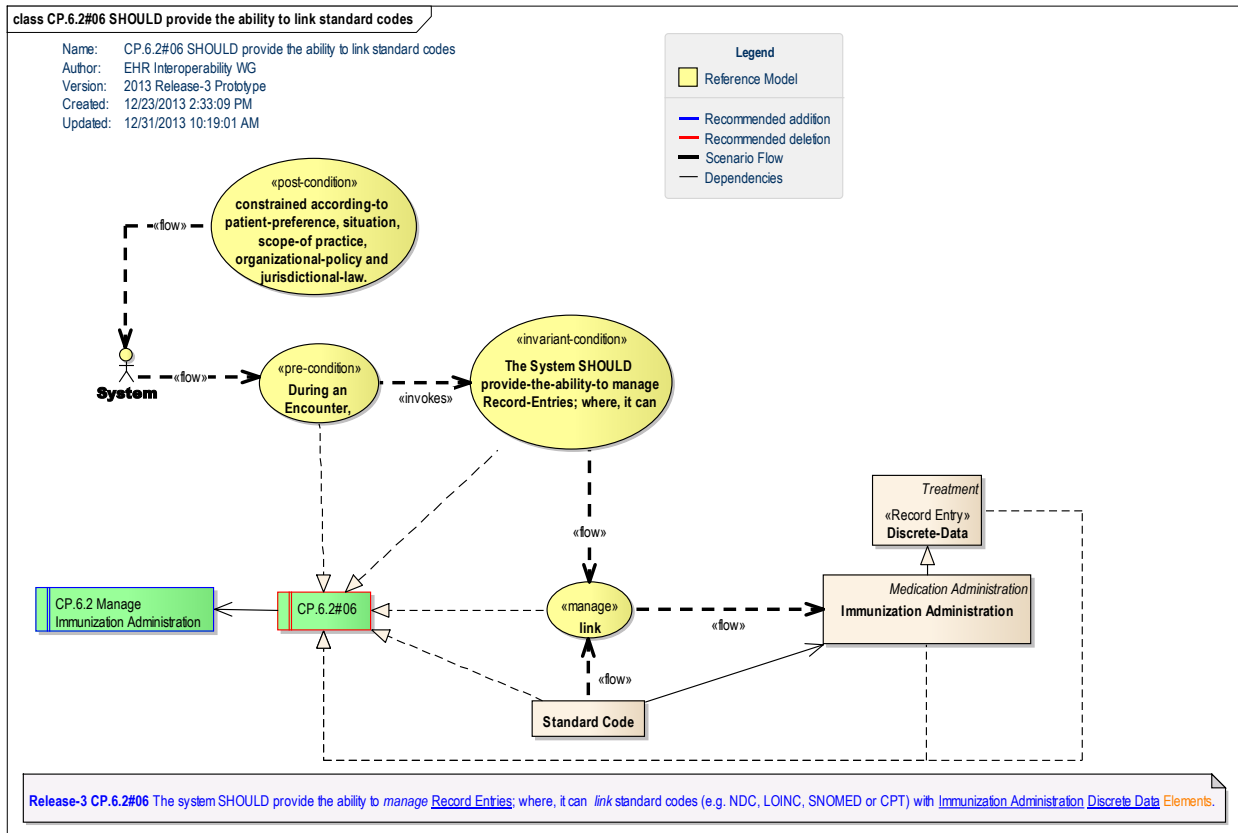 class CP.6.2#06 SHOULD provide the ability to link standard codes
Name: CP.6.2#06 SHOULD provide the ability to link standard codes
Author: EHR Interoperability WG
Version: 2013 Release-3 Prototype
Created: 12/23/2013 2:33:09 PM
Updated: 12/31/2013 10:19:01 AM
Legend
Reference Model
Recommended addition
Recommended deletion
Scenario Flow
Dependencies
«post-condition»
constrained according-to
patient-preference, situation,
scope-of practice,
organizational-policy and
jurisdictional-law.
«flow»
System
«flow»
«pre-condition»
During an
Encounter,
«invokes»
«invariant-condition»
The System SHOULD
provide-the-ability-to manage
Record-Entries; where, it can
«flow»
Treatment
«Record Entry»
Discrete-Data
CP.6.2 Manage
Immunization Administration
CP.6.2#06
«manage»
link
«flow»
Medication Administration
Immunization Administration
«flow»
Standard Code
Release-3 CP.6.2#06 The system SHOULD provide the ability to manage Record Entries; where, it can link standard codes (e.g. NDC, LOINC, SNOMED or CPT) with Immunization Administration Discrete Data Elements.